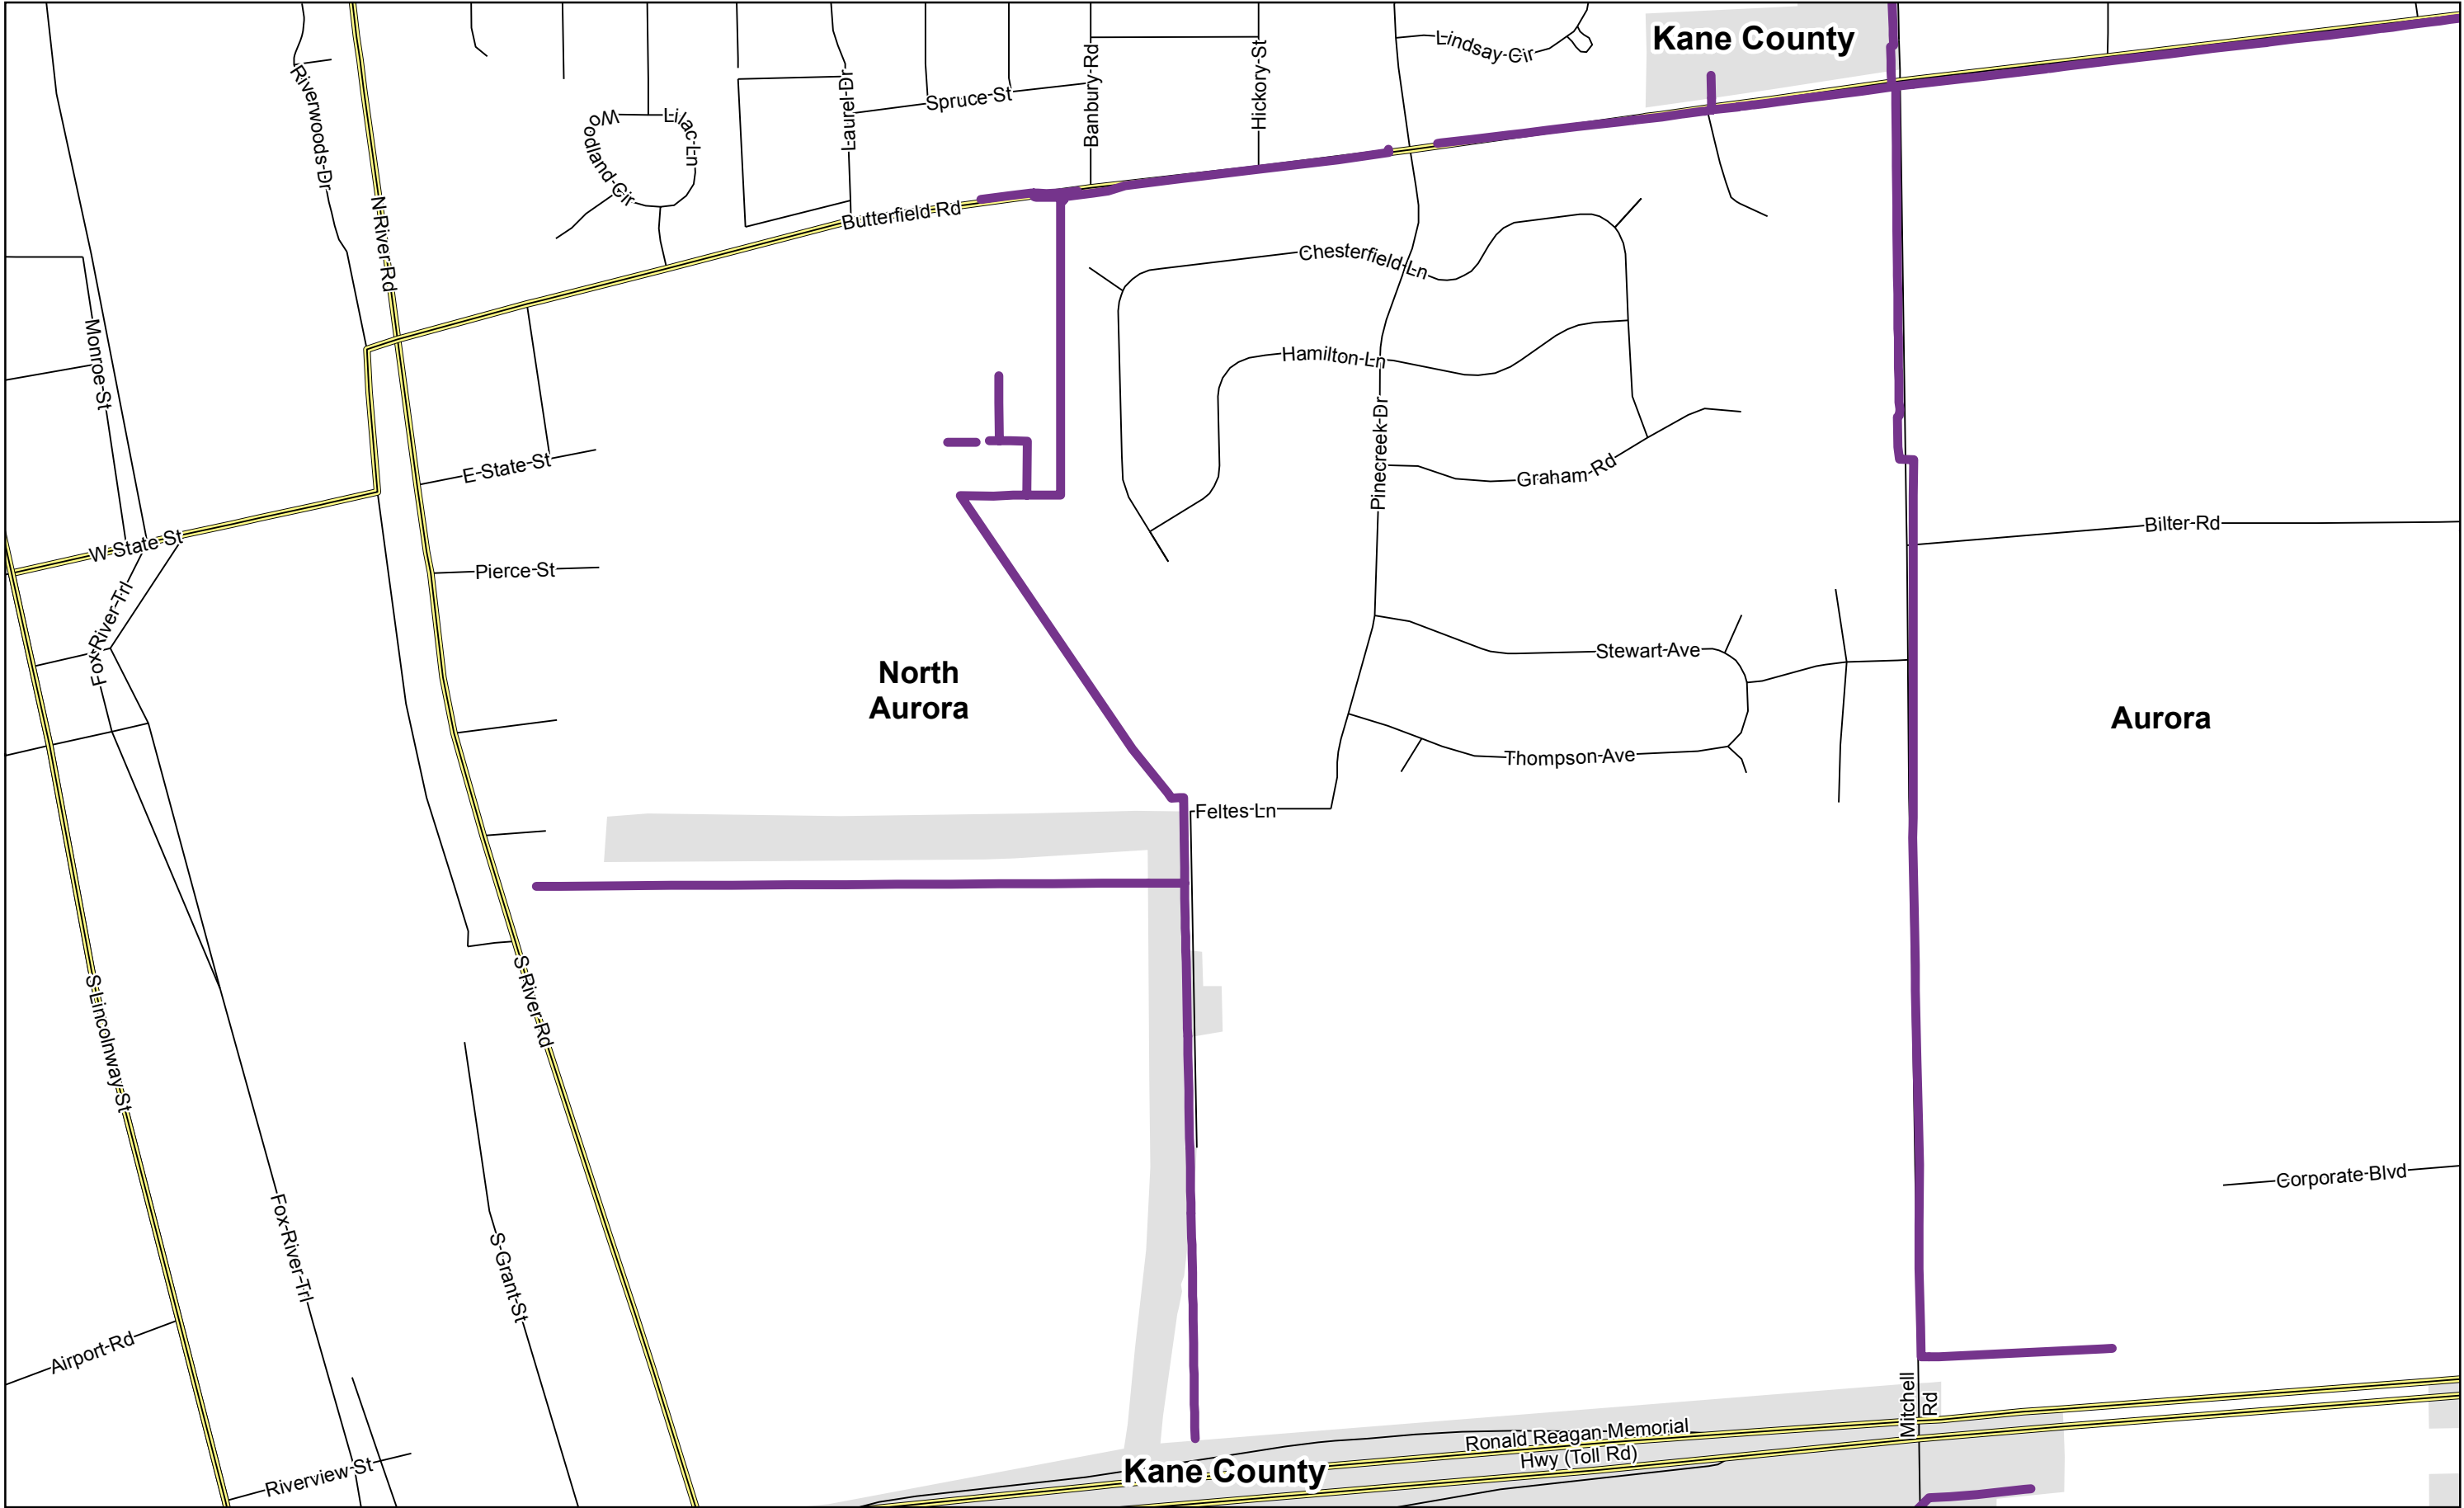 Kane County
Lindsay-Cir
Riverwoods-Dr
N-River-Rd
Woodland-Cir
Lilac-Ln
Laurel-Dr
Spruce-St
Banbury-Rd
Hickory-St
Butterfield Rd
Chesterfield-Ln
Hamilton-Ln
Monroe-St
Pinecreek-Dr
E-State-St
Graham-Rd
Bilter-Rd
W-State St
Pierce-St
Fox-River-Trl
Stewart-Ave
North
Aurora
Aurora
Thompson-Ave
Feltes-Ln
S-Lincolnway-St
S-River-Rd
Corporate-Blvd
Fox-River-Trl
S-Grant-St
Airport-Rd
Mitchell
Rd
Ronald Reagan-Memorial
Hwy (Toll Rd)
Kane County
Riverview-St